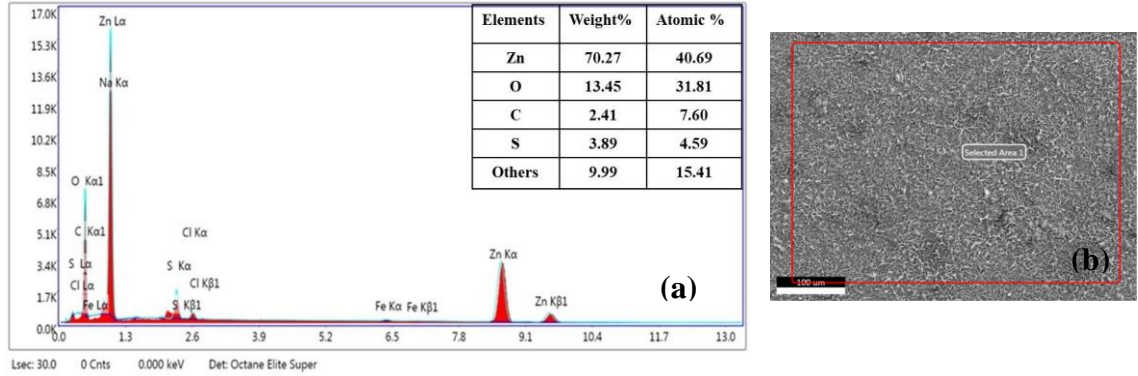 17.0K
15.3K
13.6K
11.9K
10.2K
8.5K
6.8K
5.1K
3.4K
1.7K
0.0K
Zn Lα
Na Kα
O Kα1
C Kα1
S Lα
Cl Lα
Fe Lα
Cl Kα
S Kα
Cl Kβ1
S Kβ1
Fe Kα Fe Kβ1
Zn Kα
Zn Kβ1
(a)
0.0 1.3 2.6 3.9 5.2 6.5 7.8 9.1 10.4 11.7 13.0
Lsec: 30.0 0 Cnts 0.000 keV Det: Octane Elite Super
Elements Weight% Atomic %
Zn 70.27 40.69
O 13.45 31.81
C 2.41 7.60
S 3.89 4.59
Others 9.99 15.41
Selected Area 1
(b)
100 um